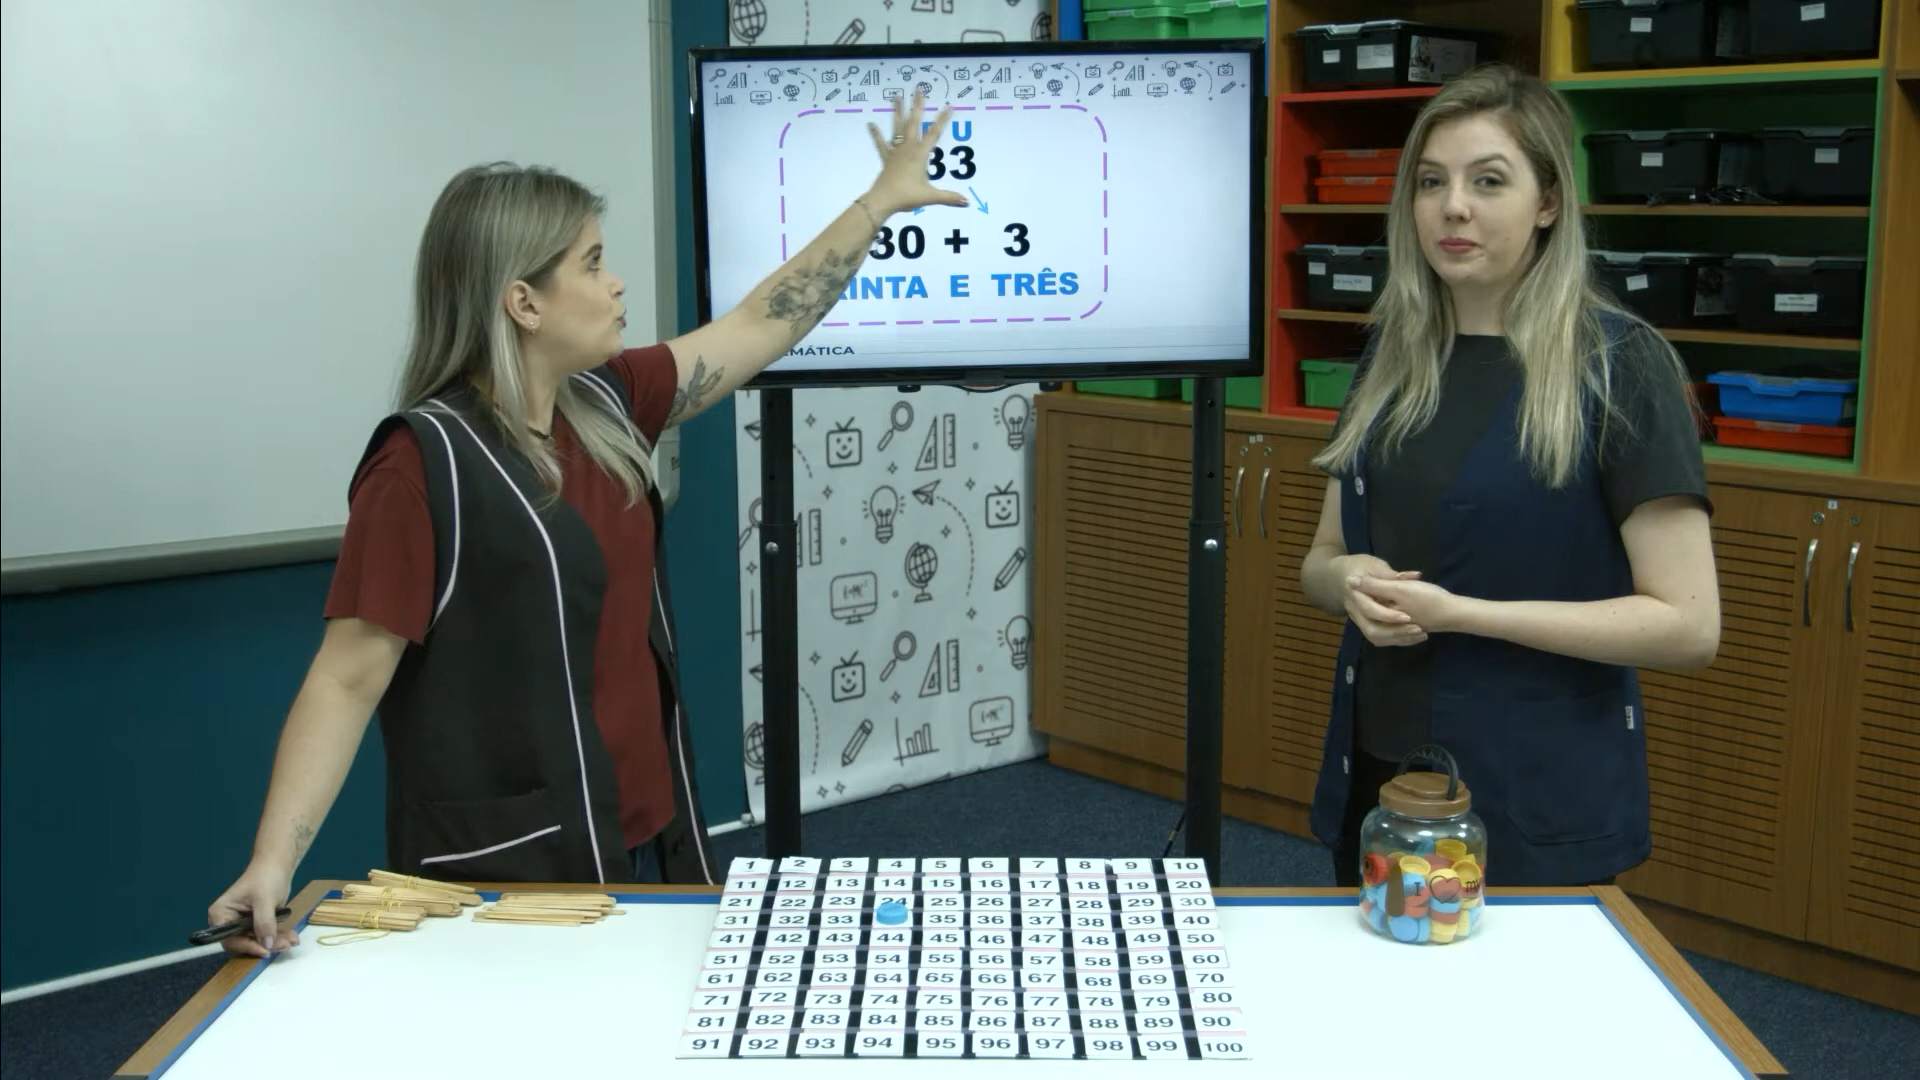 U
33
30 + 3
INTA E TRÊS
EMÁTICA
1 2 3 4 5 6 7 8 9 10
11 12 13 14 15 16 17 18 19 20
21 22 23 24 25 26 27 28 29 30
31 32 33 35 36 37 38 39 40
41 42 43 44 45 46 47 48 49 50
51 52 53 54 55 56 57 58 59 60
61 62 63 64 65 66 67 68 69 70
71 72 73 74 75 76 77 78 79 80
81 82 83 84 85 86 87 88 89 90
91 92 93 94 95 96 97 98 99 100